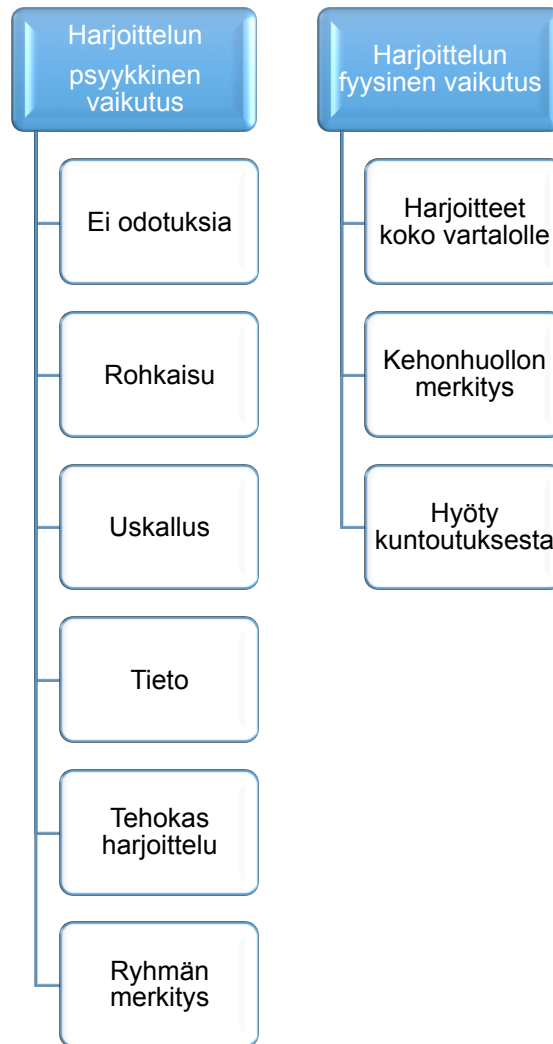 Harjoittelun
psyykkinen
vaikutus
Ei odotuksia
Rohkaisu
Uskallus
Tieto
Tehokas
harjoittelu
Ryhmän
merkitys
Harjoittelun
fyysinen vaikutus
Harjoitteet
koko vartalolle
Kehonhuollon
merkitys
Hyöty
kuntoutuksesta